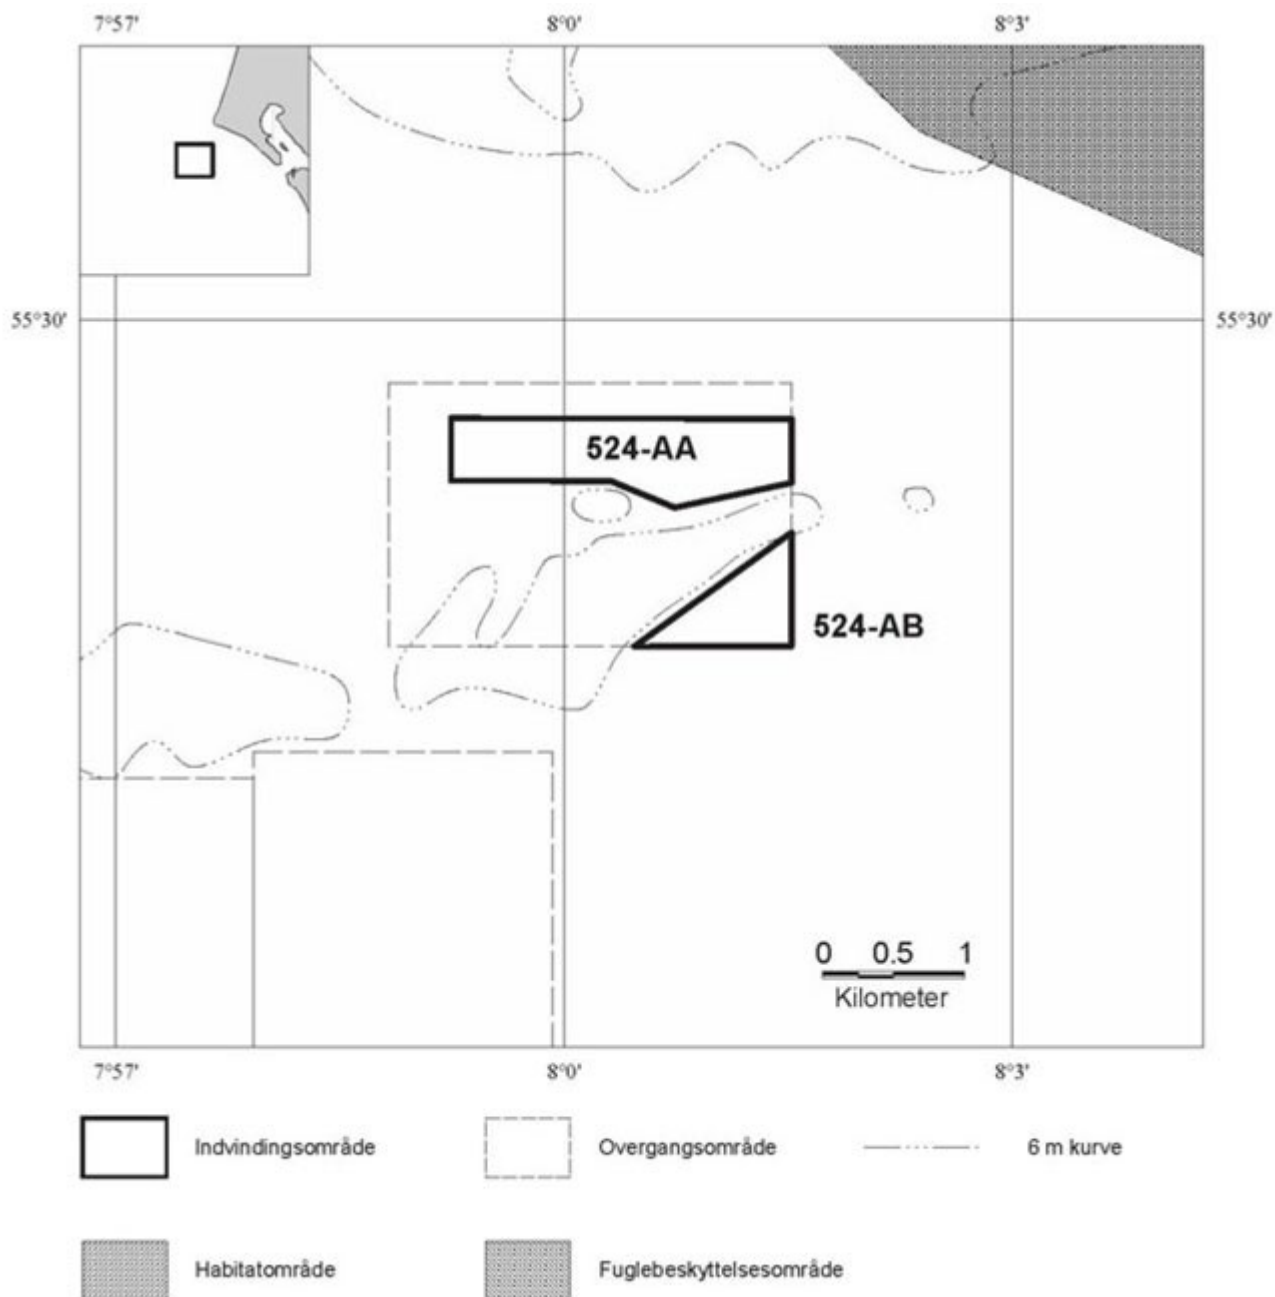 7°57' 8°0' 8°3'
55°30' 55°30'
524-AA
524-AB
0 0.5 1
Kilometer
7°57' 8°0' 8°3'
Indvindingsområde Overgangsområde 6 m kurve
Habitatområde Fuglebeskyttelsesområde